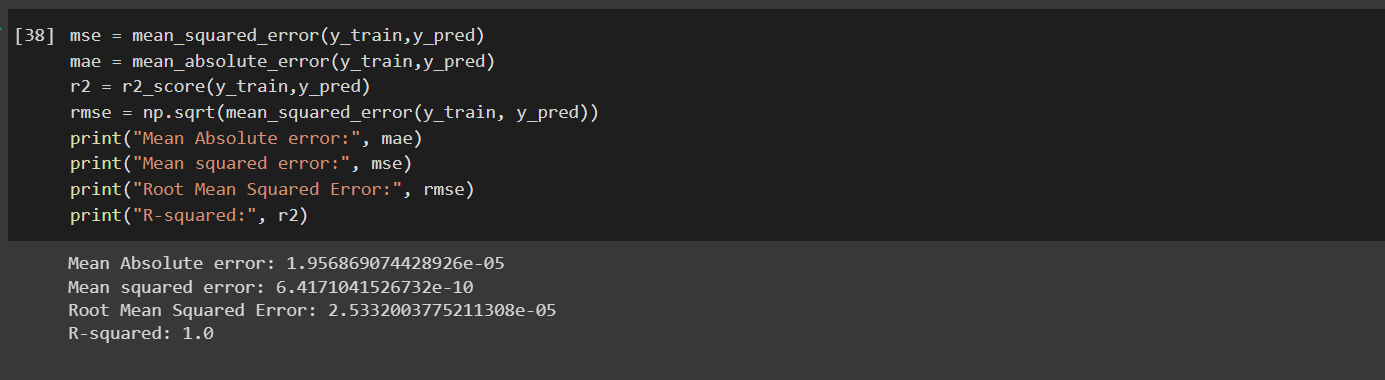 [38] mse = mean_squared_error(y_train,y_pred)
mae = mean_absolute_error(y_train,y_pred)
r2 = r2_score(y_train,y_pred)
rmse = np.sqrt(mean_squared_error(y_train, y_pred))
print("Mean Absolute error:", mae)
print("Mean squared error:", mse)
print("Root Mean Squared Error:", rmse)
print("R-squared:", r2)
Mean Absolute error: 1.956869074428926e-05
Mean squared error: 6.4171041526732e-10
Root Mean Squared Error: 2.5332003775211308e-05
R-squared: 1.0